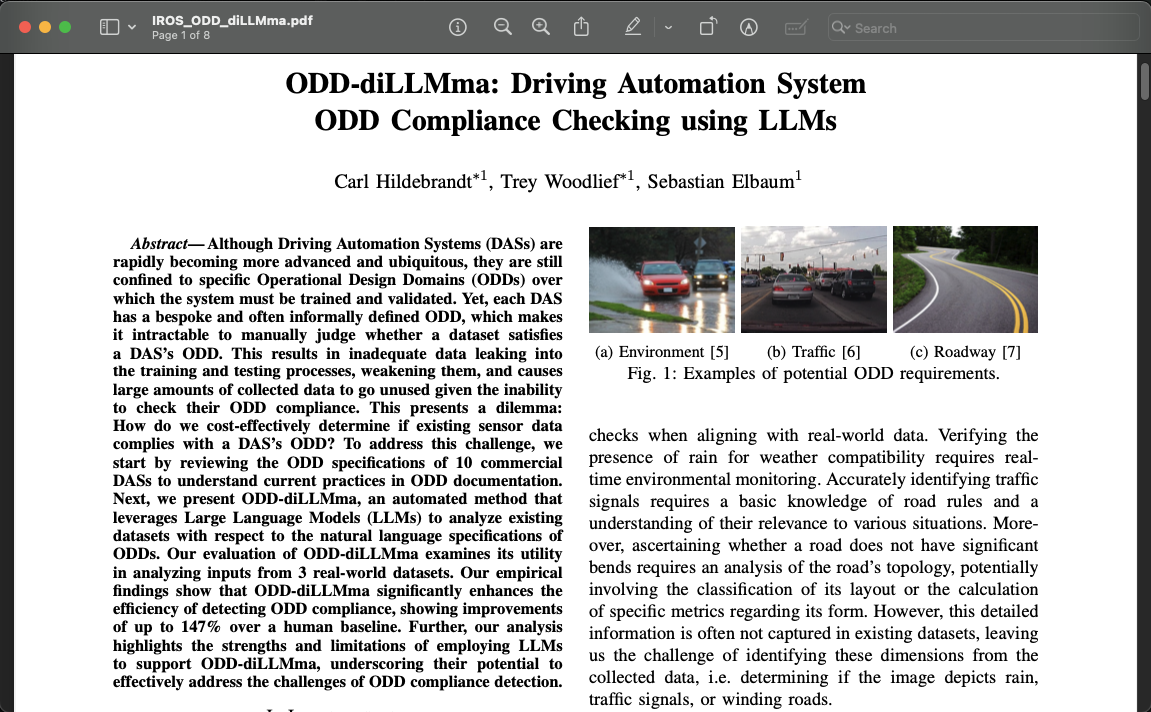 IROS_ODD_diLLMma.pdf
Page 1 of 8
Search
ODD-diLLMma: Driving Automation System
ODD Compliance Checking using LLMs
Carl Hildebrandt*1, Trey Woodlief*1, Sebastian Elbaum1
Abstract— Although Driving Automation Systems (DASs) are
rapidly becoming more advanced and ubiquitous, they are still
confined to specific Operational Design Domains (ODDs) over
which the system must be trained and validated. Yet, each DAS
has a bespoke and often informally defined ODD, which makes
it intractable to manually judge whether a dataset satisfies
a DAS's ODD. This results in inadequate data leaking into
the training and testing processes, weakening them, and causes
large amounts of collected data to go unused given the inability
to check their ODD compliance. This presents a dilemma:
How do we cost-effectively determine if existing sensor data
complies with a DAS's ODD? To address this challenge, we
start by reviewing the ODD specifications of 10 commercial
DASs to understand current practices in ODD documentation.
Next, we present ODD-diLLMma, an automated method that
leverages Large Language Models (LLMs) to analyze existing
datasets with respect to the natural language specifications of
ODDs. Our evaluation of ODD-diLLMma examines its utility
in analyzing inputs from 3 real-world datasets. Our empirical
findings show that ODD-diLLMma significantly enhances the
efficiency of detecting ODD compliance, showing improvements
of up to 147% over a human baseline. Further, our analysis
highlights the strengths and limitations of employing LLMs
to support ODD-diLLMma, underscoring their potential to
effectively address the challenges of ODD compliance detection.
(a) Environment [5]
(b) Traffic [6]
(c) Roadway [7]
Fig. 1: Examples of potential ODD requirements.
checks when aligning with real-world data. Verifying the
presence of rain for weather compatibility requires real-
time environmental monitoring. Accurately identifying traffic
signals requires a basic knowledge of road rules and a
understanding of their relevance to various situations. More-
over, ascertaining whether a road does not have significant
bends requires an analysis of the road's topology, potentially
involving the classification of its layout or the calculation
of specific metrics regarding its form. However, this detailed
information is often not captured in existing datasets, leaving
us the challenge of identifying these dimensions from the
collected data, i.e. determining if the image depicts rain,
traffic signals, or winding roads.